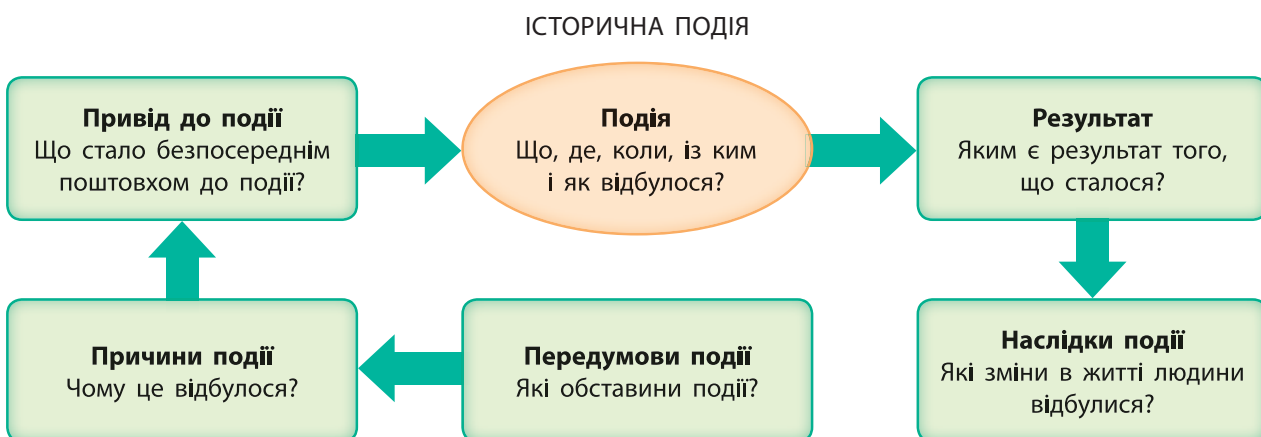 ІСТОРИЧНА ПОДІЯ
Привід до події
Що стало безпосереднім
поштовхом до події?
Подія
Що, де, коли, із ким
і як відбулося?
Результат
Яким є результат того,
що сталося?
Причини події
Чому це відбулося?
Передумови події
Які обставини події?
Наслідки події
Які зміни в житті людини
відбулися?